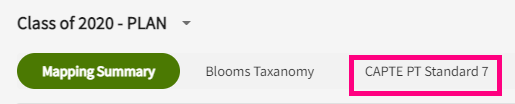 Class of 2020 - PLAN
Mapping Summary Blooms Taxanomy CAPTE PT Standard 7